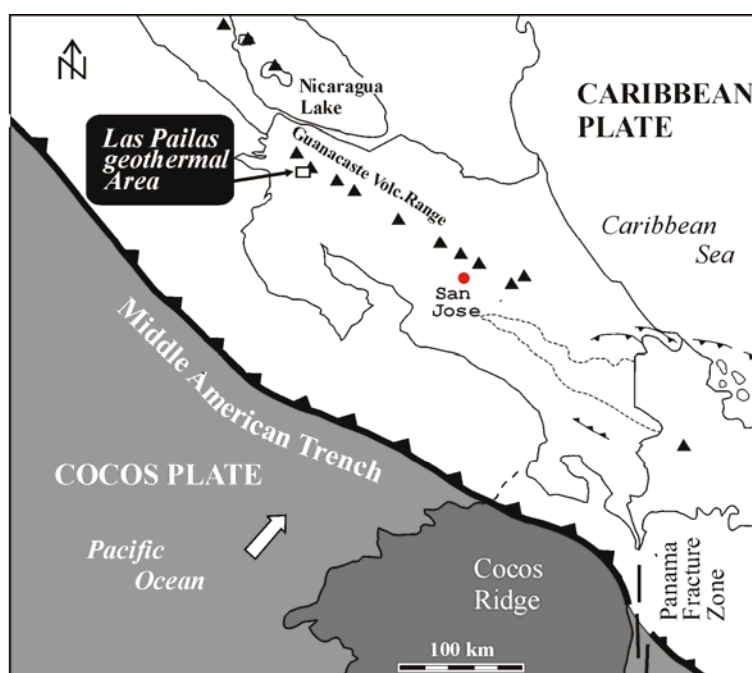 N
Nicaragua
Lake
CARIBBEAN
PLATE
Las Pailas
geothermal
Area
Guanacaste Volc.Range
Caribbean
Sea
San
Jose
Middle American Trench
COCOS PLATE
Pacific
Ocean
Cocos
Ridge
Panama
Fracture
Zone
100 km